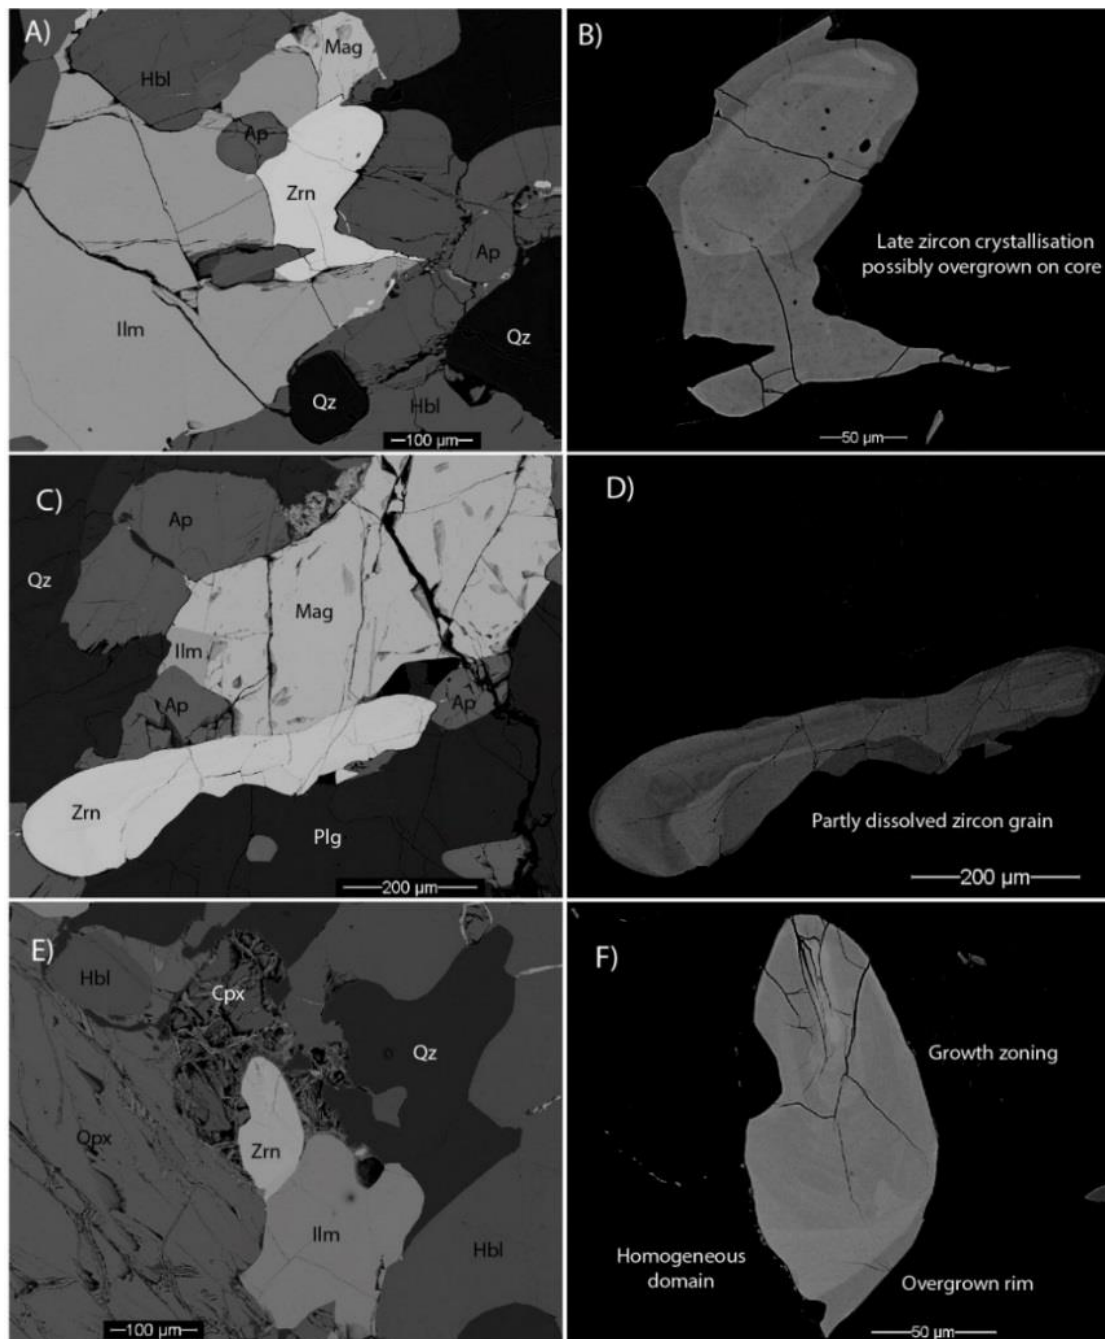 A)
Mag
Hbl
Ap
Zrn
Ap
Ilm
Qz
Qz
Hbl
100 µm
B)
Late zircon crystallisation
possibly overgrown on core
50 µm
C)
Ap
Qz
Mag
Ilm
Ap
Ap
Zrn
Plg
200 µm
D)
Partly dissolved zircon grain
200 µm
E)
Hbl
Cpx
Qz
Opx
Zrn
Ilm
Hbl
100 µm
F)
Growth zoning
Homogeneous
domain
Overgrown rim
50 µm